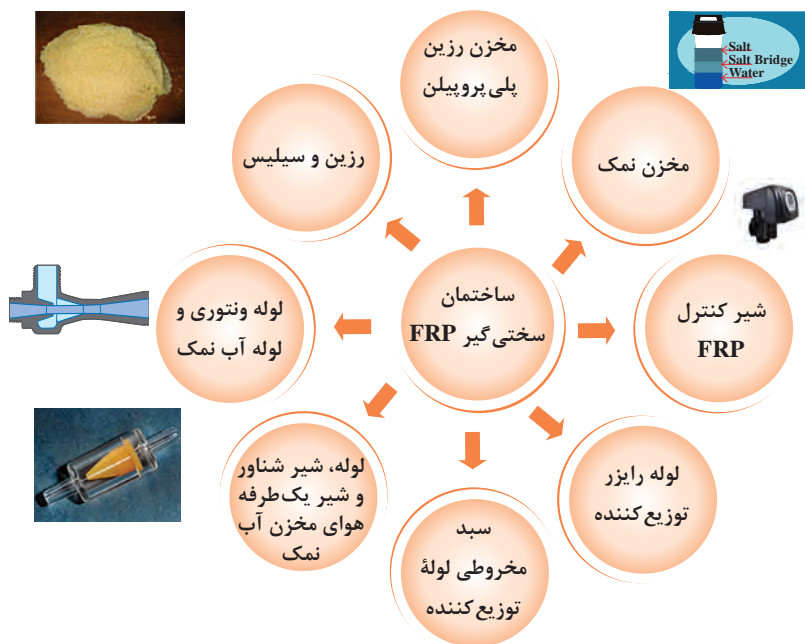 مخزن رزین
پلی‌پروپیلن
Salt
Salt Bridge
Water
مخزن نمک
رزین و سیلیس
ساختمان
سختی‌گیر FRP
شیر کنترل
FRP
لوله ونتوری و
لوله آب نمک
لوله رایزر
توزیع‌کننده
سبد
مخروطی لولۀ
توزیع‌کننده
لوله، شیر شناور
و شیر یک‌طرفه
هوای مخزن آب
نمک